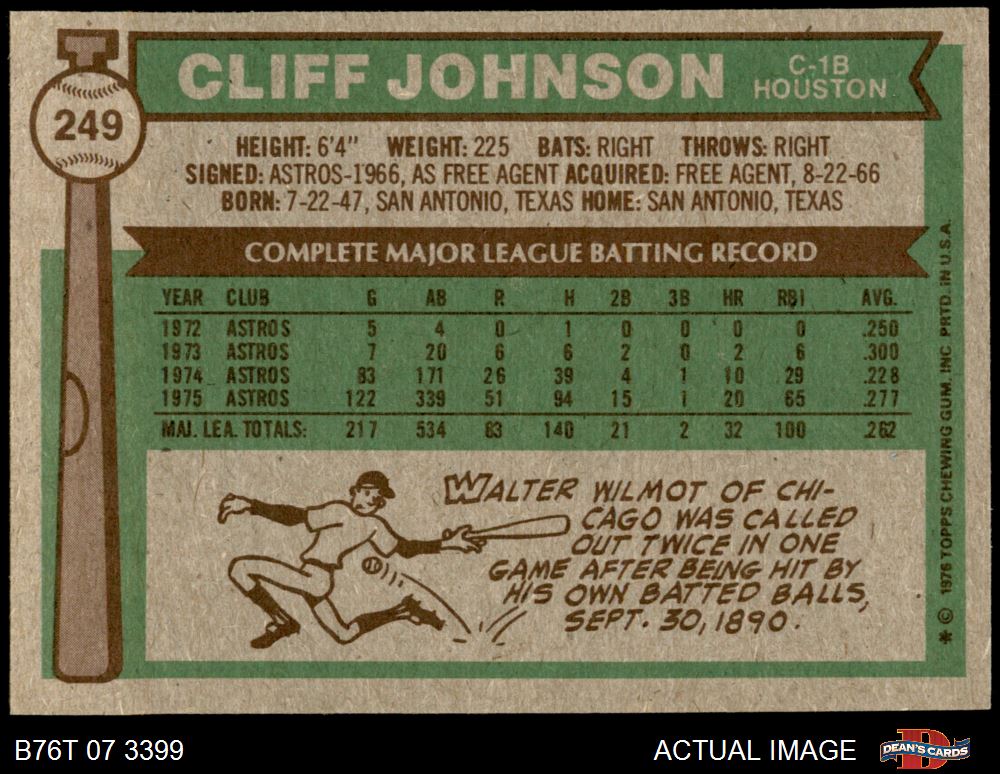 249
CLIFF JOHNSON
C-1B
HOUSTON
HEIGHT: 6'4" WEIGHT: 225 BATS: RIGHT THROWS: RIGHT
SIGNED: ASTROS-1966, AS FREE AGENT ACQUIRED: FREE AGENT, 8-22-66
BORN: 7-22-47, SAN ANTONIO, TEXAS HOME: SAN ANTONIO, TEXAS
COMPLETE MAJOR LEAGUE BATTING RECORD
YEAR CLUB G AB R H 2B 3B HR RBI AVG.
1972 ASTROS 5 4 0 1 0 0 0 0 .250
1973 ASTROS 7 20 6 6 2 0 2 6 .300
1974 ASTROS 83 171 26 39 4 1 10 29 .228
1975 ASTROS 122 339 51 94 15 1 20 65 .277
MAJ. LEA. TOTALS: 217 534 83 140 21 2 32 100 .262
WALTER WILMOT OF CHI-
CAGO WAS CALLED
OUT TWICE IN ONE
GAME AFTER BEING HIT BY
HIS OWN BATTED BALLS,
SEPT. 30, 1890.
* © 1976 TOPPS CHEWING GUM. INC PRTD. IN U.S.A.
B76T 07 3399
ACTUAL IMAGE
DEAN'S CARDS